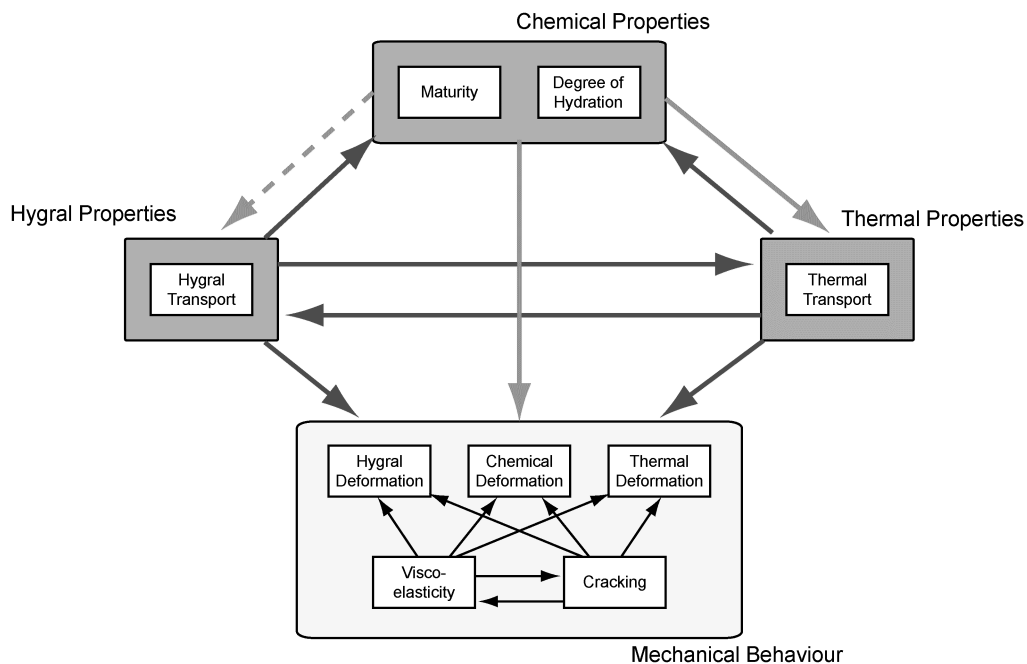 Chemical Properties
Maturity
Degree of
Hydration
Hygral Properties
Thermal Properties
Hygral
Transport
Thermal
Transport
Hygral
Deformation
Chemical
Deformation
Thermal
Deformation
Visco-
elasticity
Cracking
Mechanical Behaviour